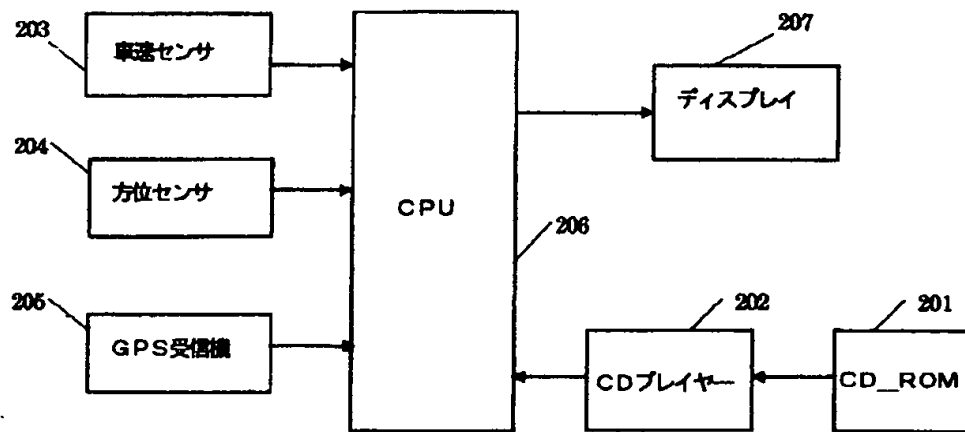 203
車速センサ
207
ディスプレイ
204
方位センサ
CPU
206
205
GPS受信機
202
201
CDプレイヤー
CD__ROM